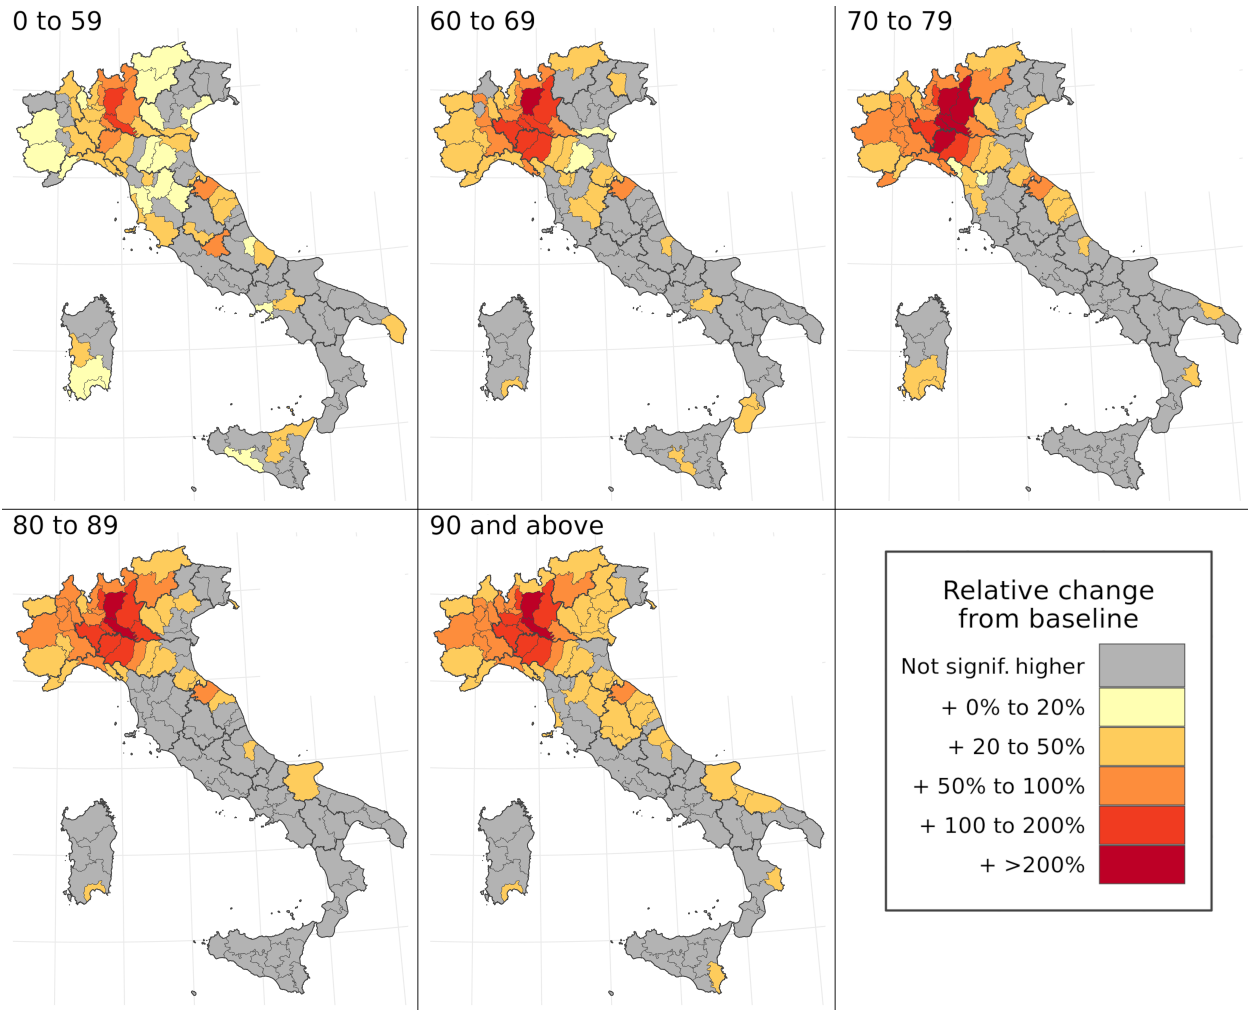 0 to 59
60 to 69
70 to 79
80 to 89
90 and above
Relative change
from baseline
Not signif. higher
+ 0% to 20%
+ 20 to 50%
+ 50% to 100%
+ 100 to 200%
+ >200%